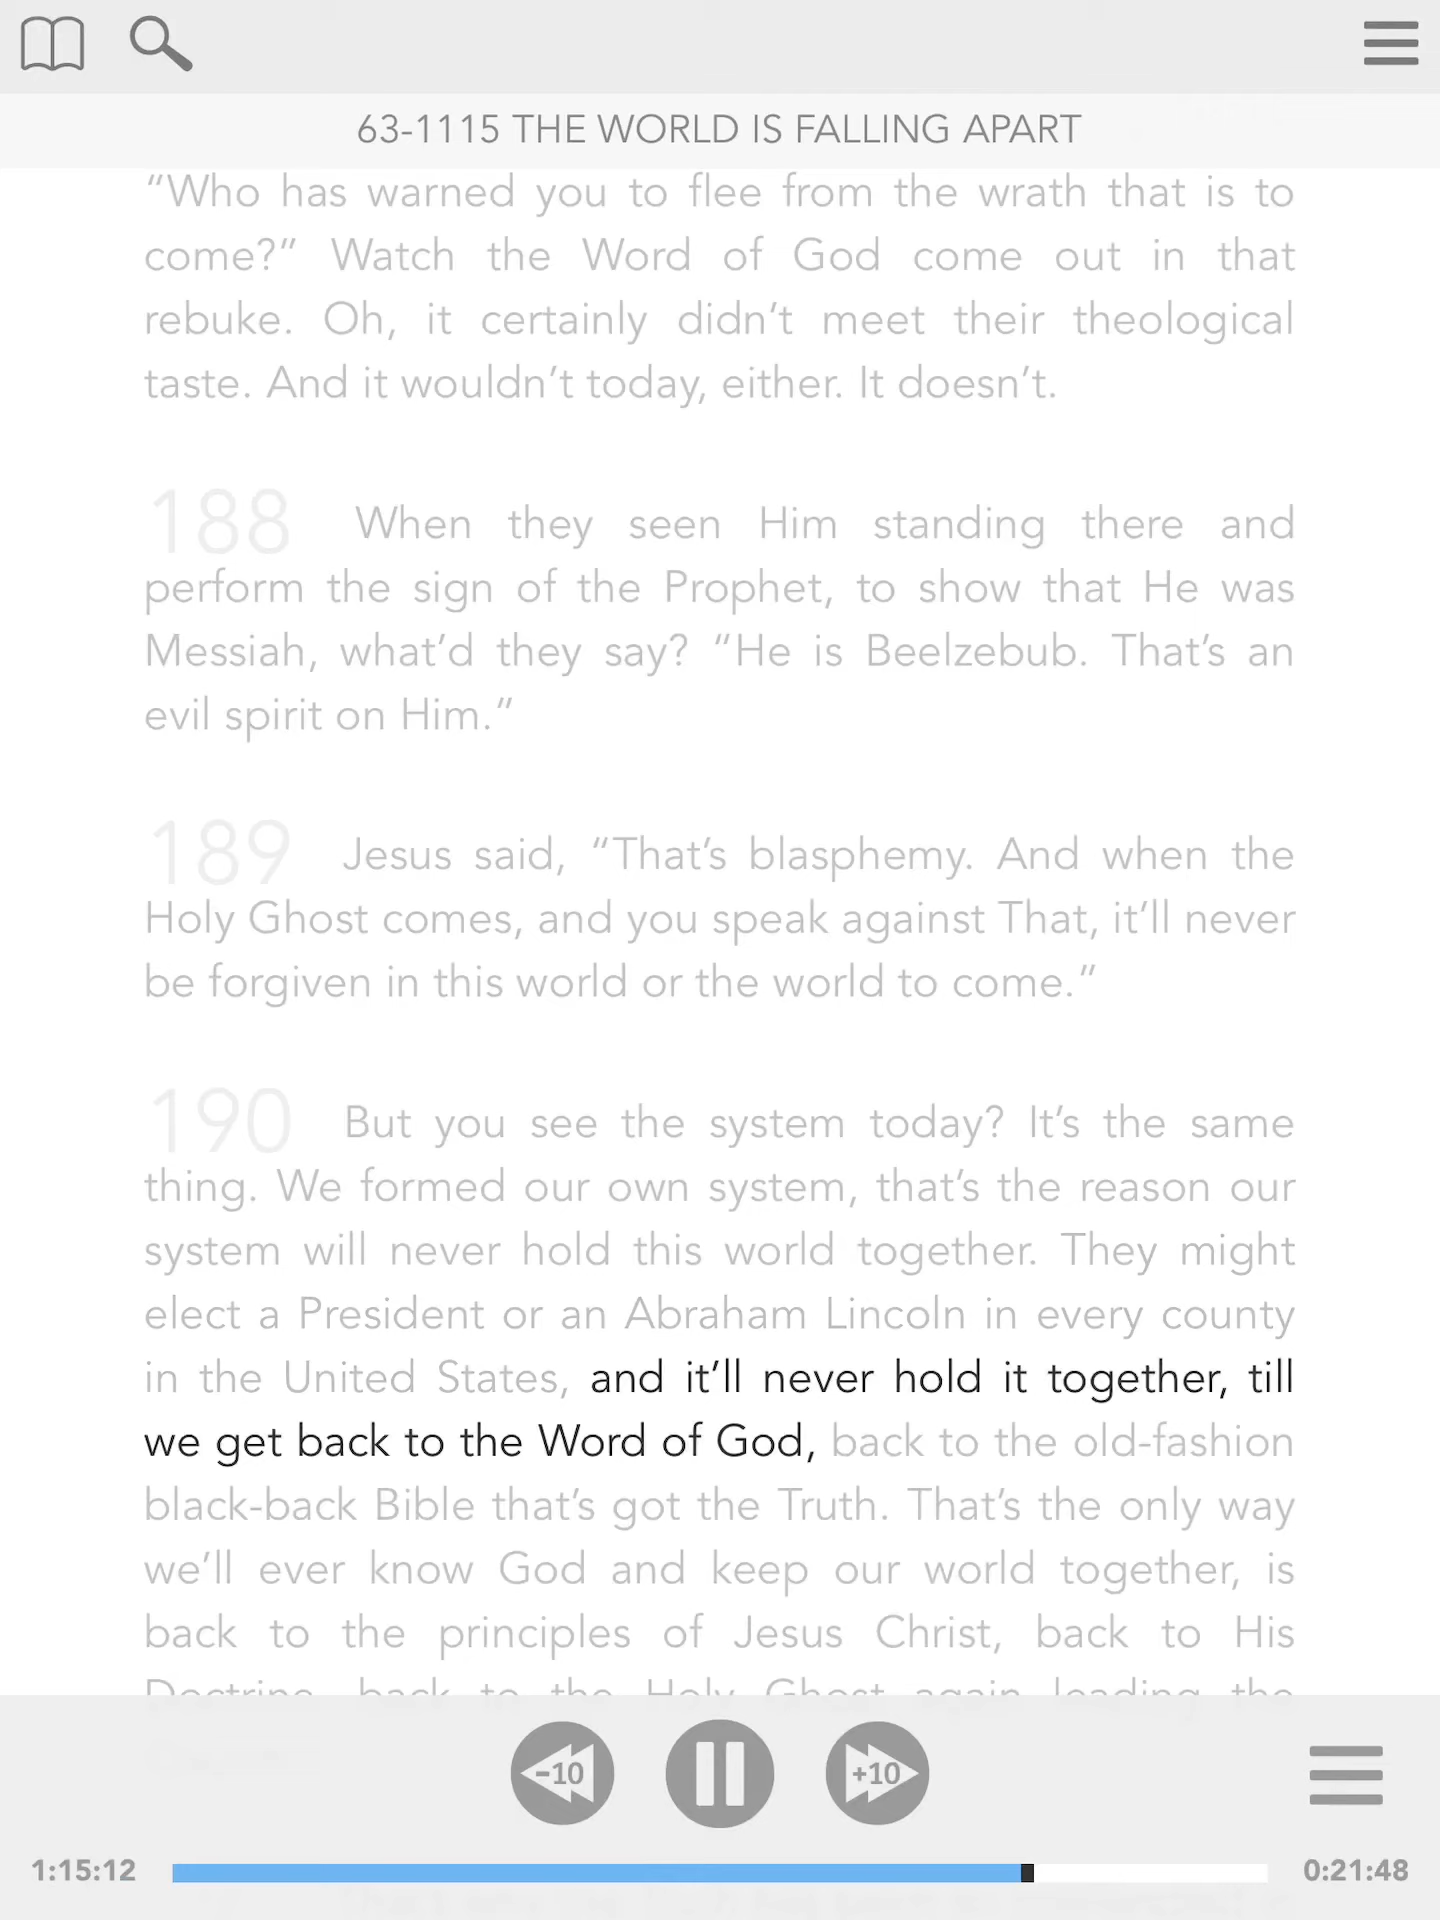 63-1115 THE WORLD IS FALLING APART
“Who has warned you to flee from the wrath that is to
come?” Watch the Word of God come out in that
rebuke. Oh, it certainly didn’t meet their theological
taste. And it wouldn’t today, either. It doesn’t.
188 When they seen Him standing there and
perform the sign of the Prophet, to show that He was
Messiah, what’d they say? “He is Beelzebub. That’s an
evil spirit on Him.”
189 Jesus said, “That’s blasphemy. And when the
Holy Ghost comes, and you speak against That, it’ll never
be forgiven in this world or the world to come.”
190 But you see the system today? It’s the same
thing. We formed our own system, that’s the reason our
system will never hold this world together. They might
elect a President or an Abraham Lincoln in every county
in the United States, and it’ll never hold it together, till
we get back to the Word of God, back to the old-fashion
black-back Bible that’s got the Truth. That’s the only way
we’ll ever know God and keep our world together, is
back to the principles of Jesus Christ, back to His
Doctrine, back to the Holy Ghost again leading the
-10 +10
1:15:12 0:21:48